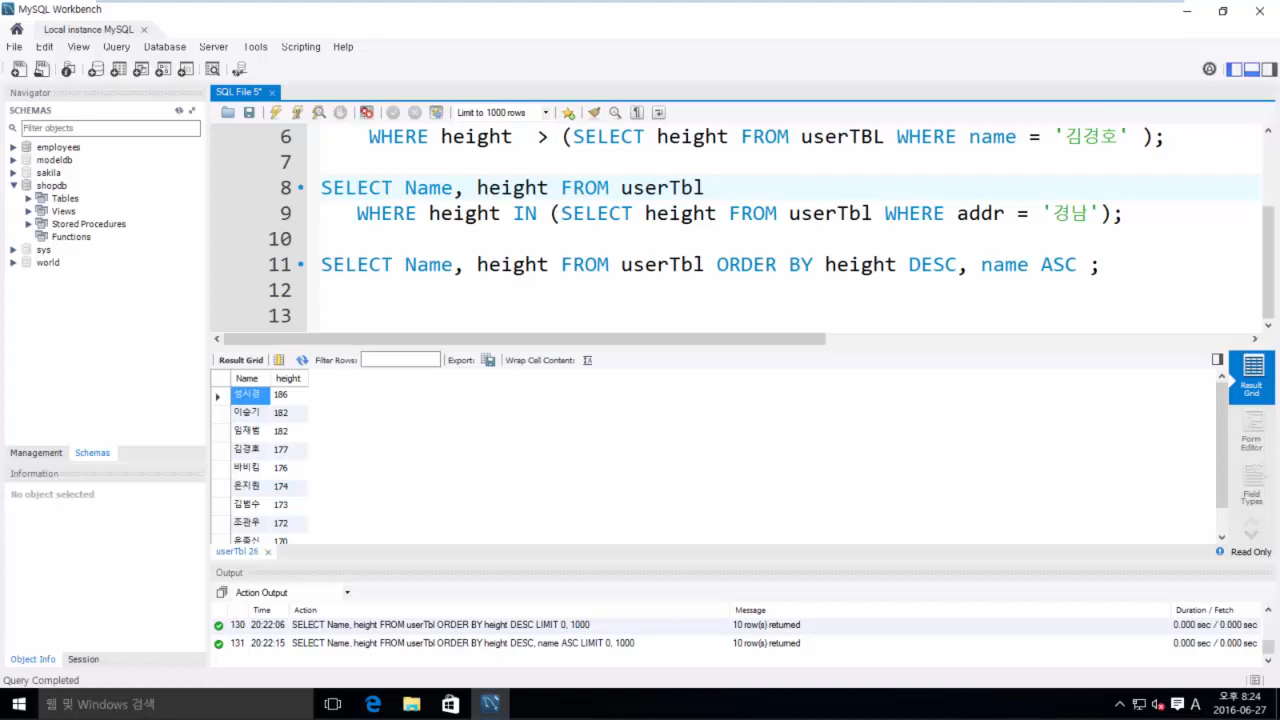 MySQL Workbench
Local instance MySQL
File Edit View Query Database Server Tools Scripting Help
Navigator
SCHEMAS
Filter objects
employees
modeldb
sakila
shopdb
Tables
Views
Stored Procedures
Functions
sys
world
Management Schemas
Information
No object selected
Object Info Session
Query Completed
SQL File 5*
Limit to 1000 rows
6 WHERE height > (SELECT height FROM userTBL WHERE name = '김경호' );
7
8 SELECT Name, height FROM userTbl
9 WHERE height IN (SELECT height FROM userTbl WHERE addr = '경남');
10
11 SELECT Name, height FROM userTbl ORDER BY height DESC, name ASC ;
12
13
Result Grid Filter Rows: Export: Wrap Cell Content:
Name height
성시경 186
이승기 182
임재범 182
김경호 177
바비킴 176
은지원 174
김범수 173
조관우 172
윤종신 170
Result Grid
Form Editor
Field Types
userTbl 26
Read Only
Output
Action Output
Time Action Message Duration / Fetch
130 20:22:06 SELECT Name, height FROM userTbl ORDER BY height DESC LIMIT 0, 1000 10 row(s) returned 0.000 sec / 0.000 sec
131 20:22:15 SELECT Name, height FROM userTbl ORDER BY height DESC, name ASC LIMIT 0, 1000 10 row(s) returned 0.000 sec / 0.000 sec
웹 및 Windows 검색
A
오후 8:24
2016-06-27